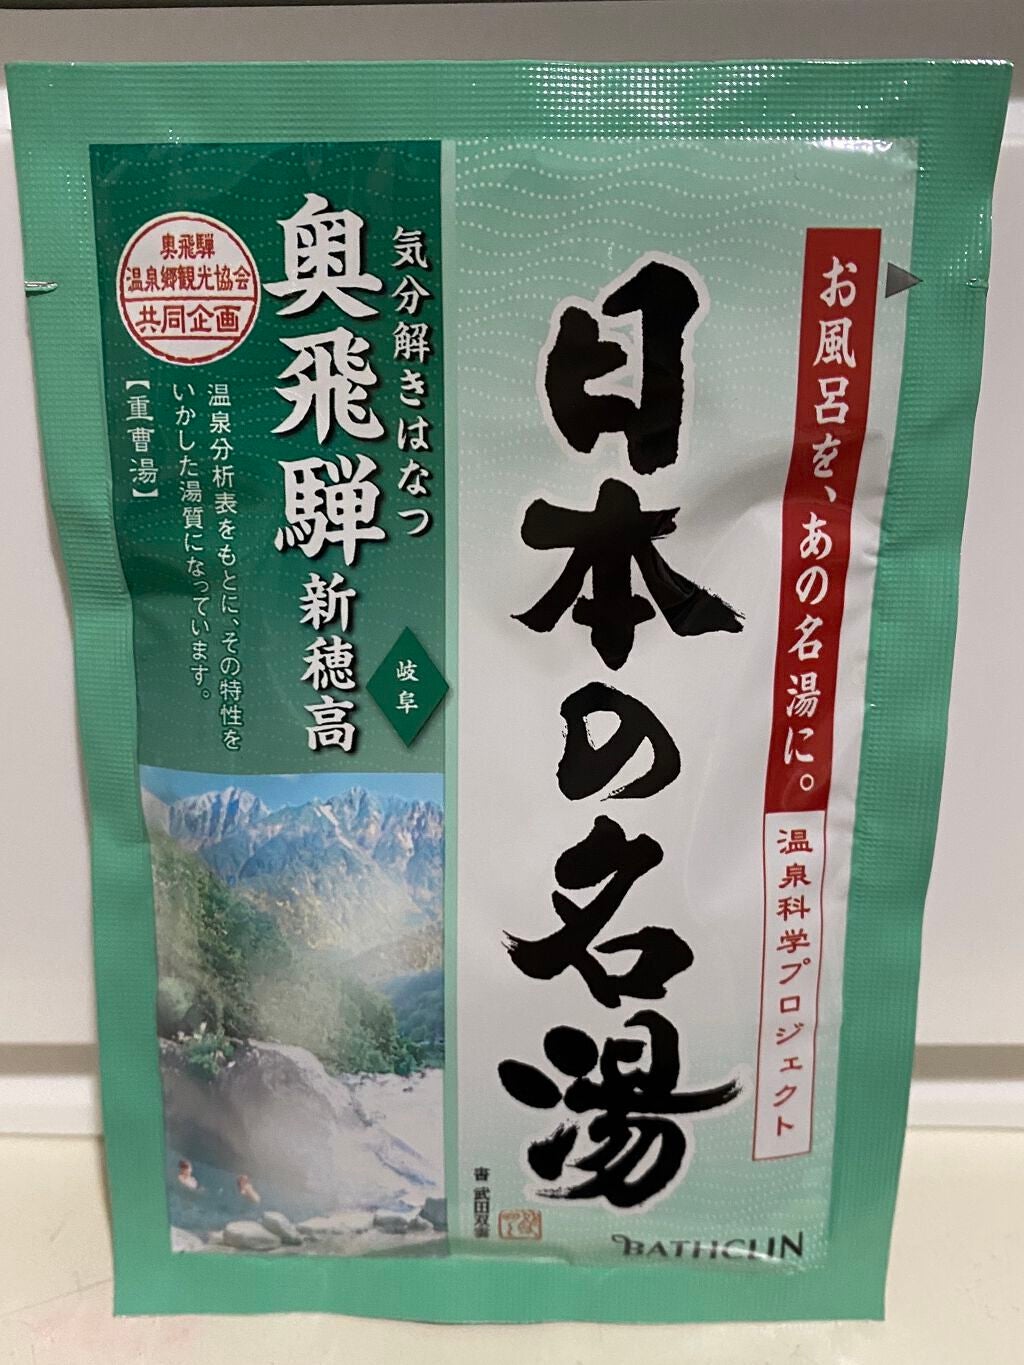 お風呂を、あの名湯に。
温泉科学プロジェクト
日本の名湯
書 武田双雲
BATHCLIN
気分解きはなつ
奥飛騨 新穂高
岐阜
奥飛騨
温泉郷観光協会
共同企画
温泉分析表をもとに、その特性を
いかした湯質になっています。
【重曹湯】